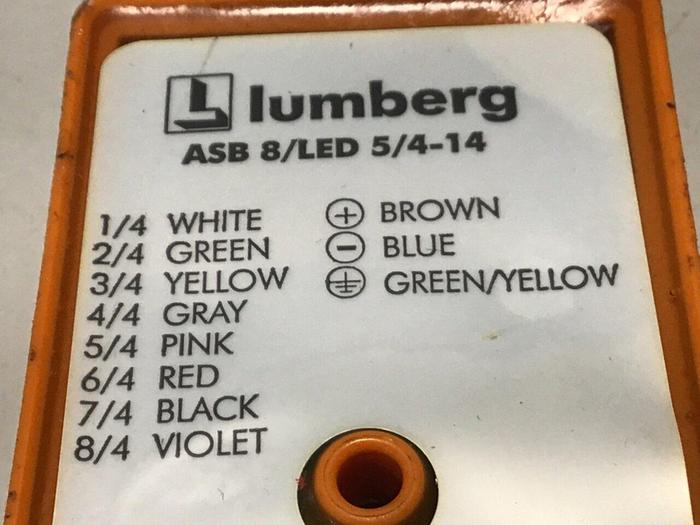 lumberg
ASB 8/LED 5/4-14
1/4 WHITE
2/4 GREEN
3/4 YELLOW
4/4 GRAY
5/4 PINK
6/4 RED
7/4 BLACK
8/4 VIOLET
+ BROWN
- BLUE
⏚ GREEN/YELLOW